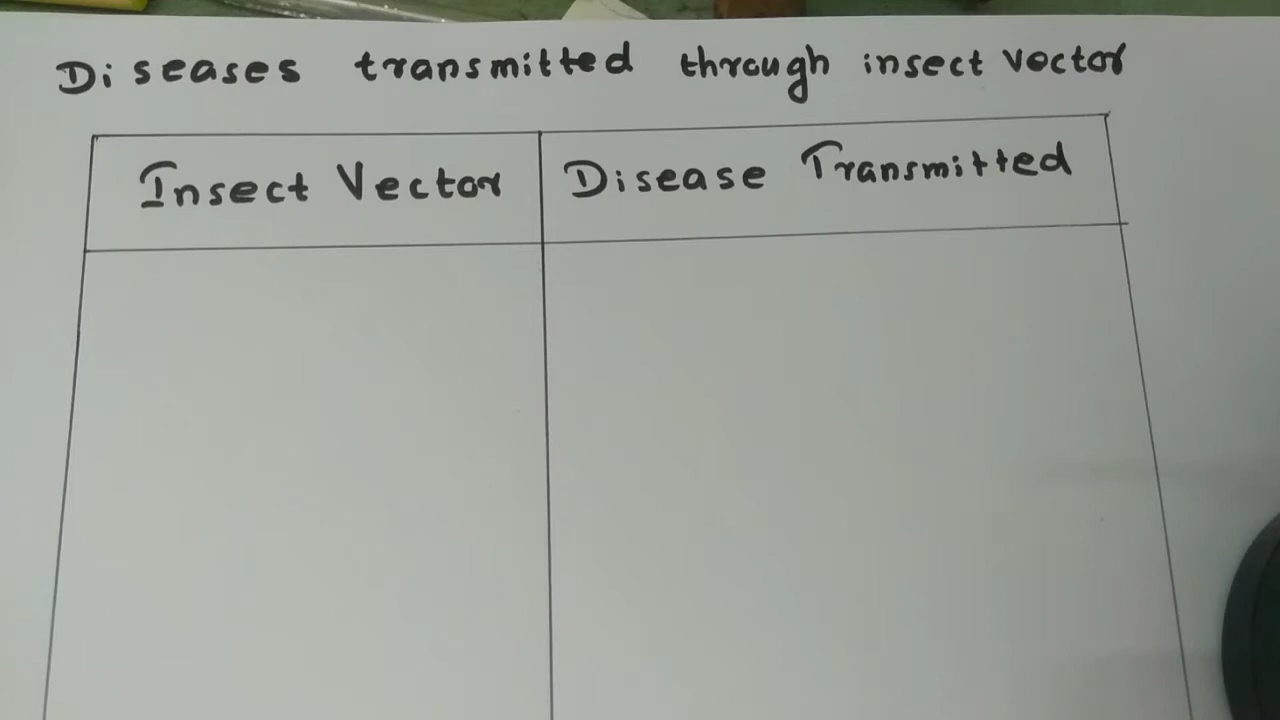 Diseases transmitted through insect vector
Insect Vector
Disease Transmitted